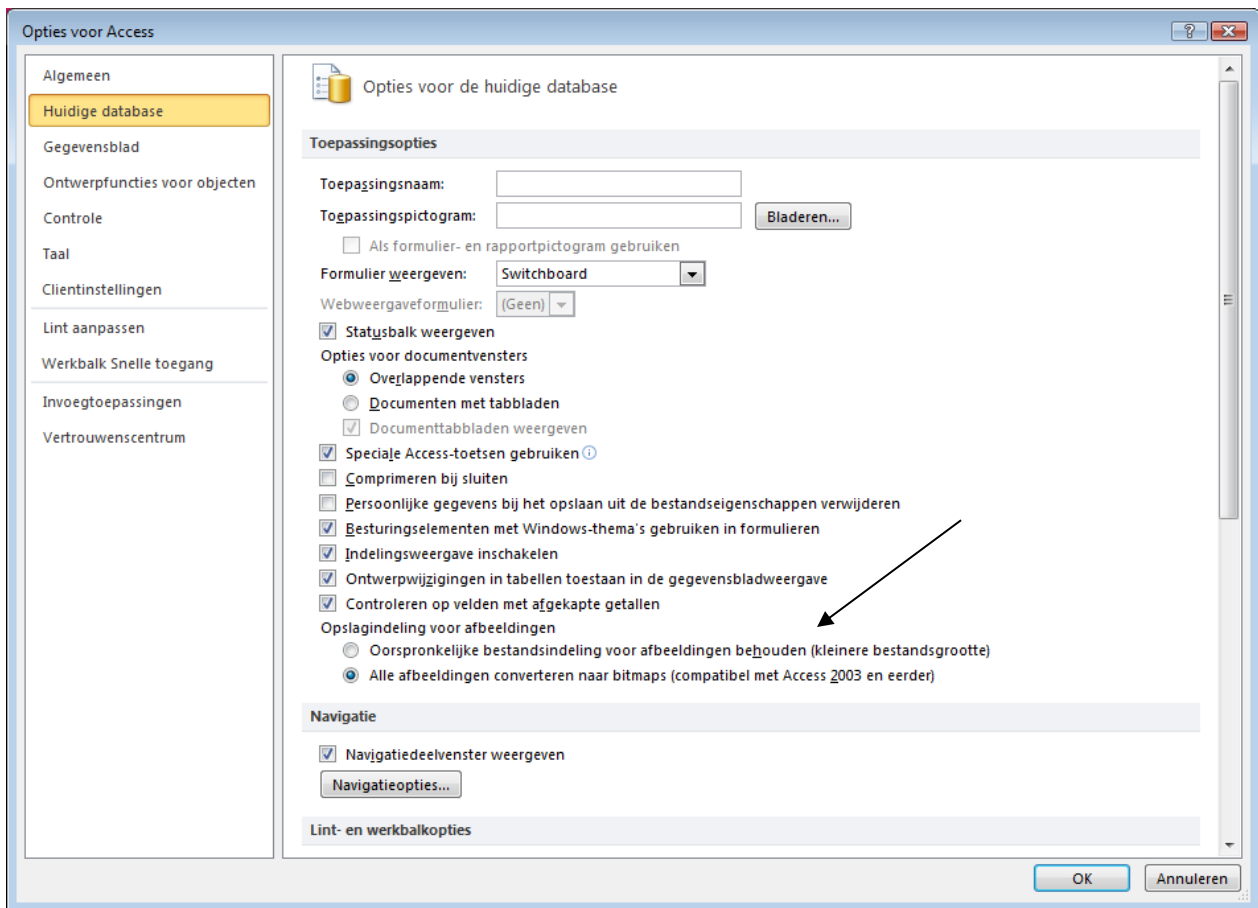 Opties voor Access
Algemeen
Huidige database
Gegevensblad
Ontwerpfuncties voor objecten
Controle
Taal
Clientinstellingen
Lint aanpassen
Werkbalk Snelle toegang
Invoegtoepassingen
Vertrouwenscentrum
Opties voor de huidige database
Toepassingsopties
Toepassingsnaam:
Toepassingspictogram: Bladeren...
Als formulier- en rapportpictogram gebruiken
Formulier weergeven: Switchboard
Webweergaveformulier: (Geen)
Statusbalk weergeven
Opties voor documentvensters
Overlappende vensters
Documenten met tabbladen
Documenttabbladen weergeven
Speciale Access-toetsen gebruiken
Comprimeren bij sluiten
Persoonlijke gegevens bij het opslaan uit de bestandseigenschappen verwijderen
Besturingselementen met Windows-thema's gebruiken in formulieren
Indelingsweergave inschakelen
Ontwerpwijzigingen in tabellen toestaan in de gegevensbladweergave
Controleren op velden met afgekapte getallen
Opslagindeling voor afbeeldingen
Oorspronkelijke bestandsindeling voor afbeeldingen behouden (kleinere bestandsgrootte)
Alle afbeeldingen converteren naar bitmaps (compatibel met Access 2003 en eerder)
Navigatie
Navigatiedeelvenster weergeven
Navigatieopties...
Lint- en werkbalkopties
OK Annuleren